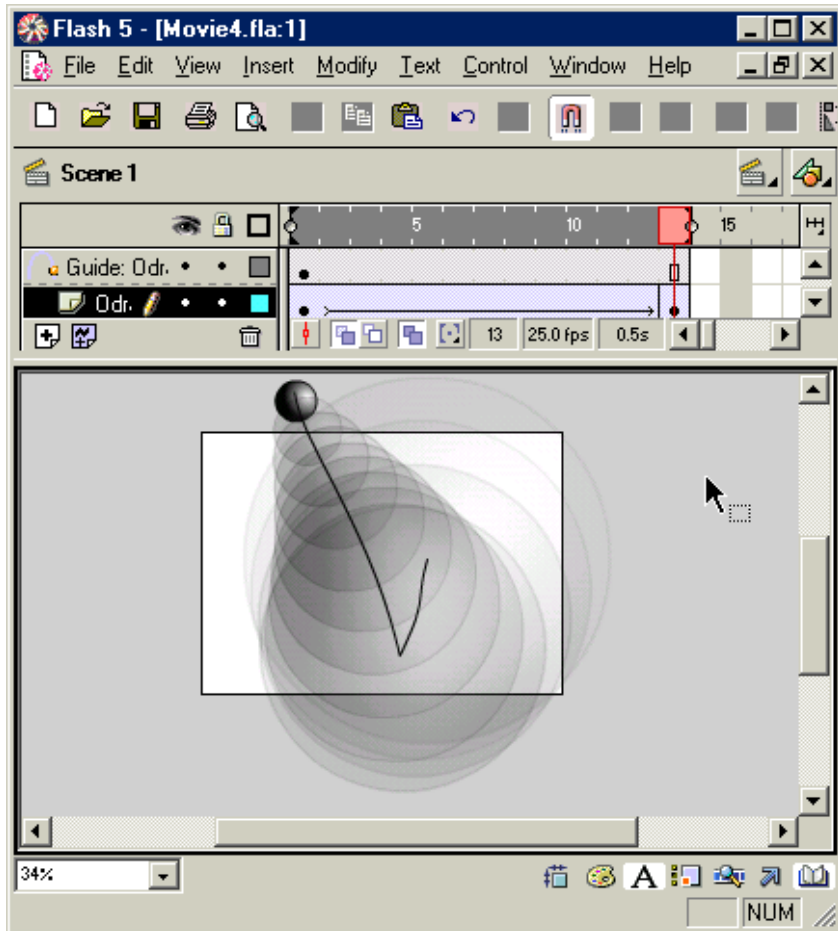 Flash 5 - [Movie4.fla:1]
File Edit View Insert Modify Text Control Window Help
Scene 1
5 10 15
Guide: Odr.
Odr.
13 25.0 fps 0.5s
34%
A
NUM